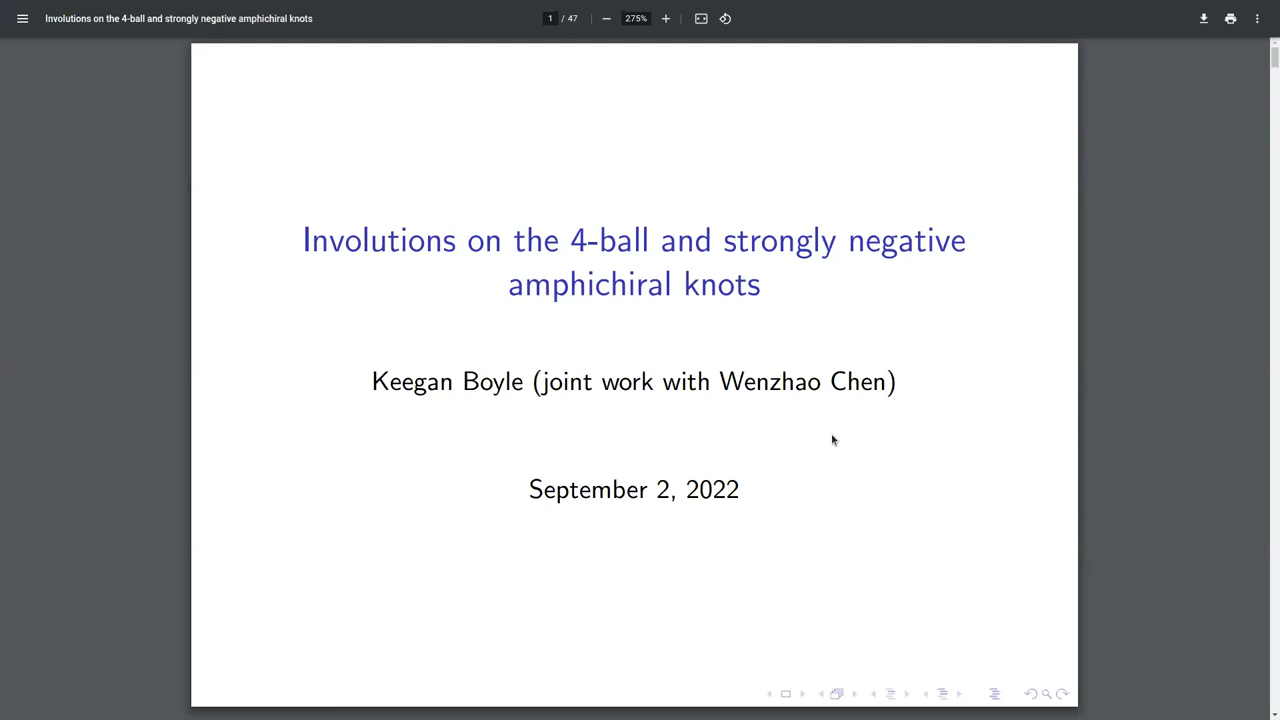 Involutions on the 4-ball and strongly negative amphichiral knots
1 / 47
275%
Involutions on the 4-ball and strongly negative
amphichiral knots
Keegan Boyle (joint work with Wenzhao Chen)
September 2, 2022